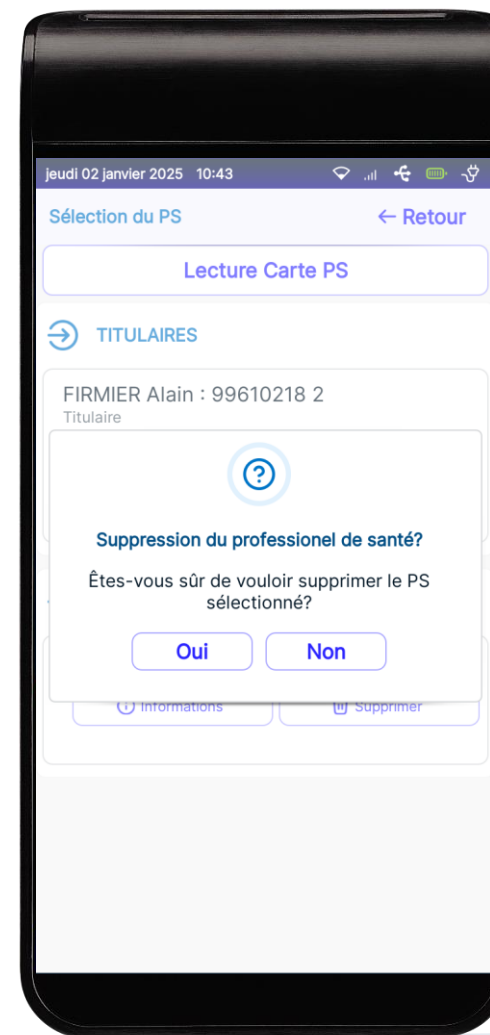 jeudi 02 janvier 2025 10:43
Sélection du PS
← Retour
Lecture Carte PS
TITULAIRES
FIRMIER Alain : 99610218 2
Titulaire
Suppression du professionel de santé?
Êtes-vous sûr de vouloir supprimer le PS
sélectionné?
Oui
Non
Informations
Supprimer